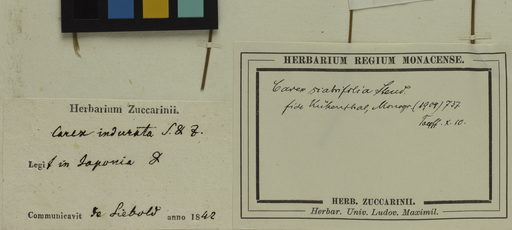 Herbarium Zuccarinii.
Carex indurata S. & Z.
Legit in Japonia
Communicavit de Siebold anno 1842
HERBARIUM REGIUM MONACENSE.
Carex scabrifolia Steud
fide Kükenthal, Monogr. (1909) 737
HERB. ZUCCARINII.
Herbar. Univ. Ludov. Maximil.